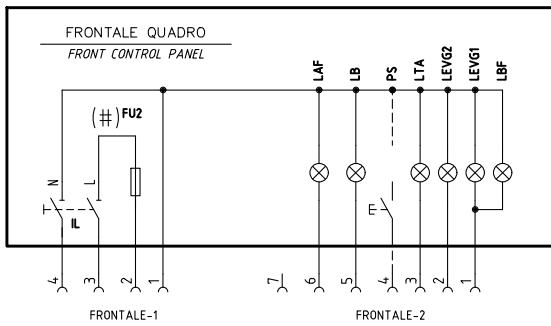 FRONTALE QUADRO
FRONT CONTROL PANEL
LAF LB PS LTA LEVG2 LEVG1 LBF
(#) FU2
N L
IL
4 3 2 1 7 6 5 4 3 2 1
FRONTALE-1 FRONTALE-2